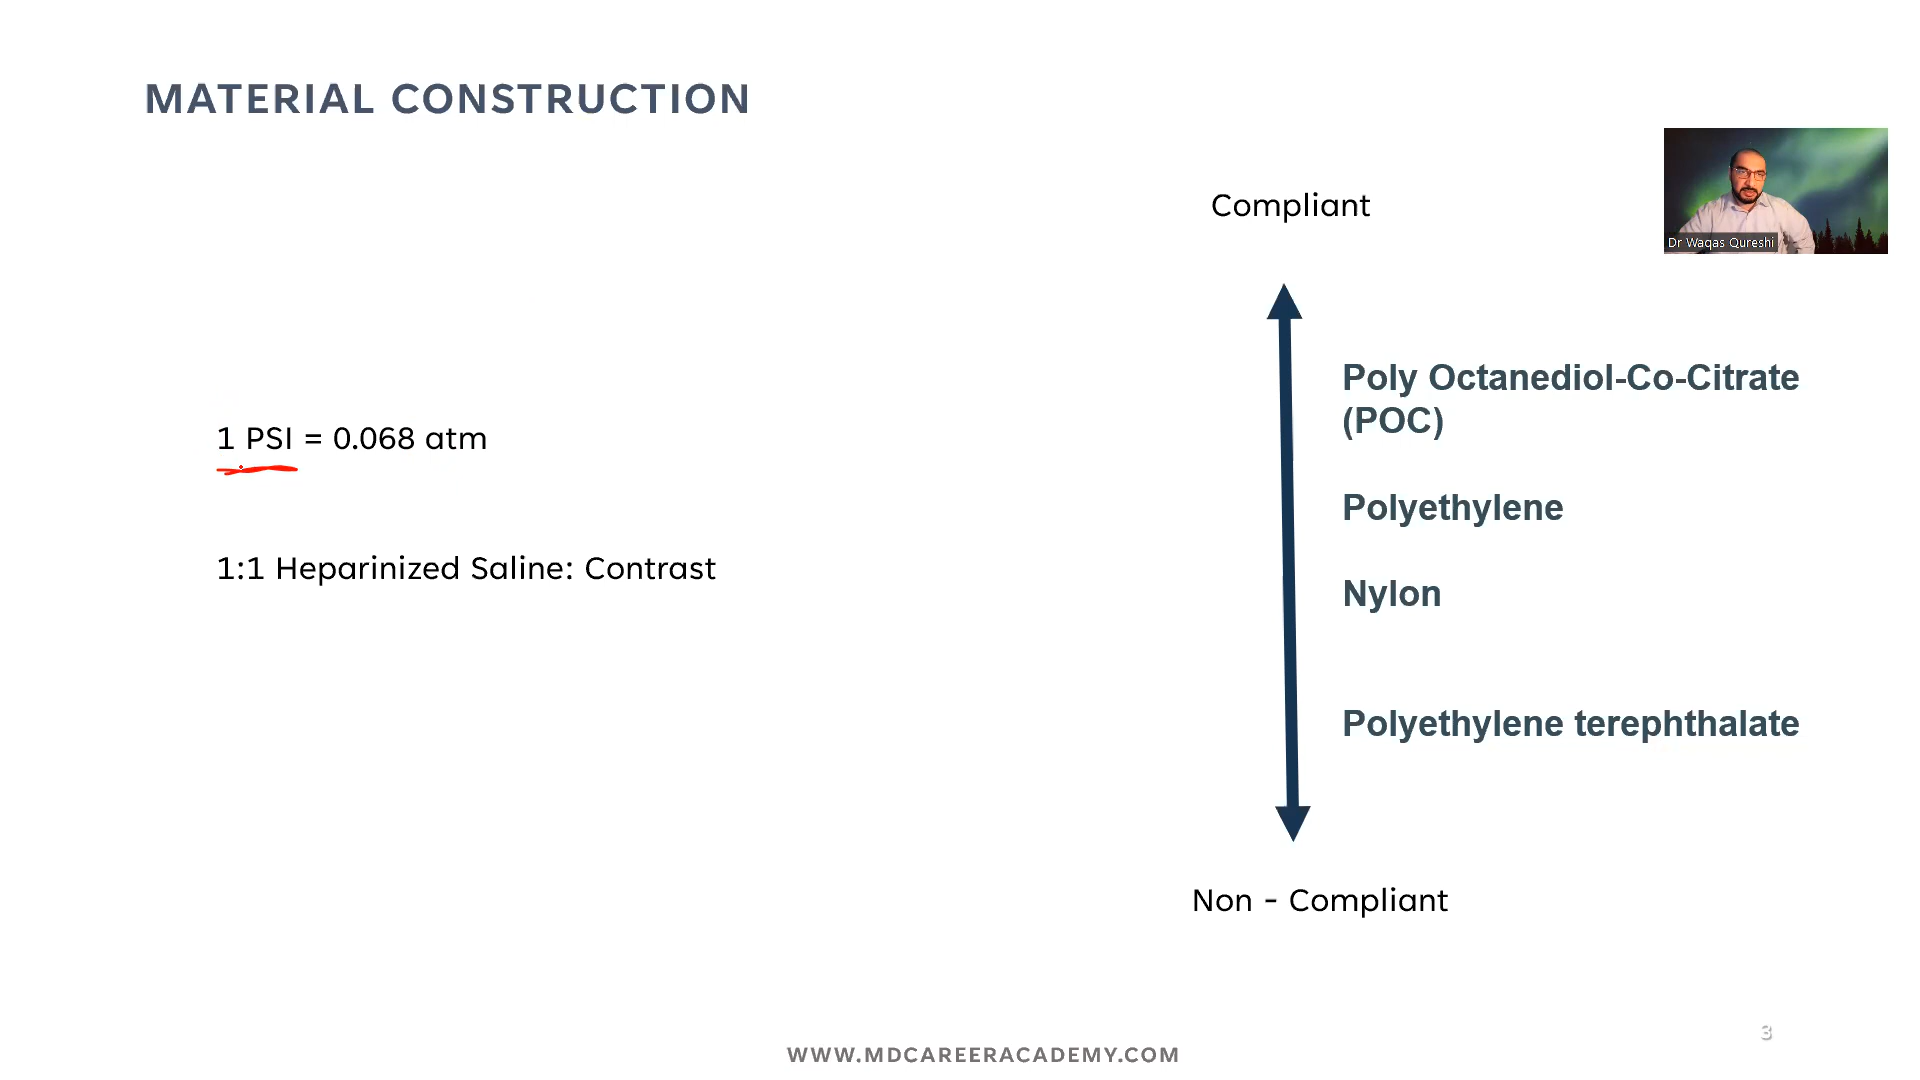 MATERIAL CONSTRUCTION
Compliant
Dr Waqas Qureshi
Poly Octanediol-Co-Citrate
(POC)
1 PSI = 0.068 atm
Polyethylene
1:1 Heparinized Saline: Contrast
Nylon
Polyethylene terephthalate
Non - Compliant
3
WWW.MDCAREERACADEMY.COM